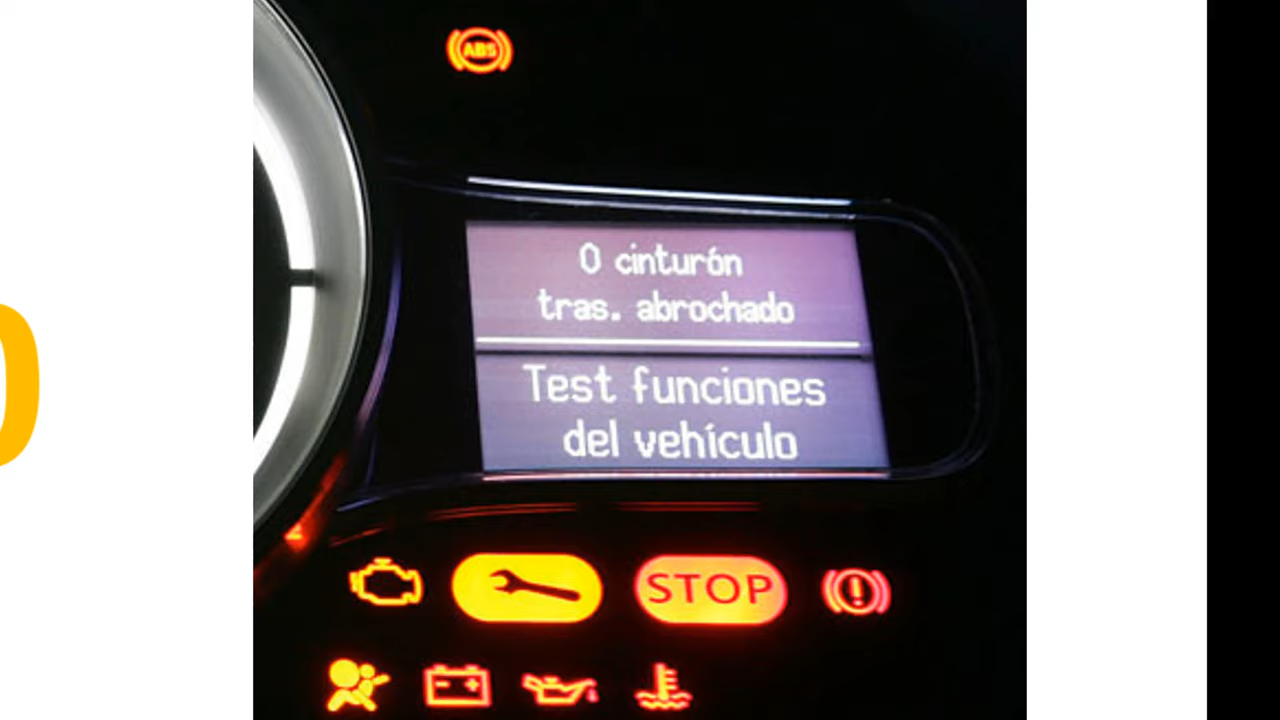 ABS
0 cinturón
tras. abrochado
Test funciones
del vehículo
STOP